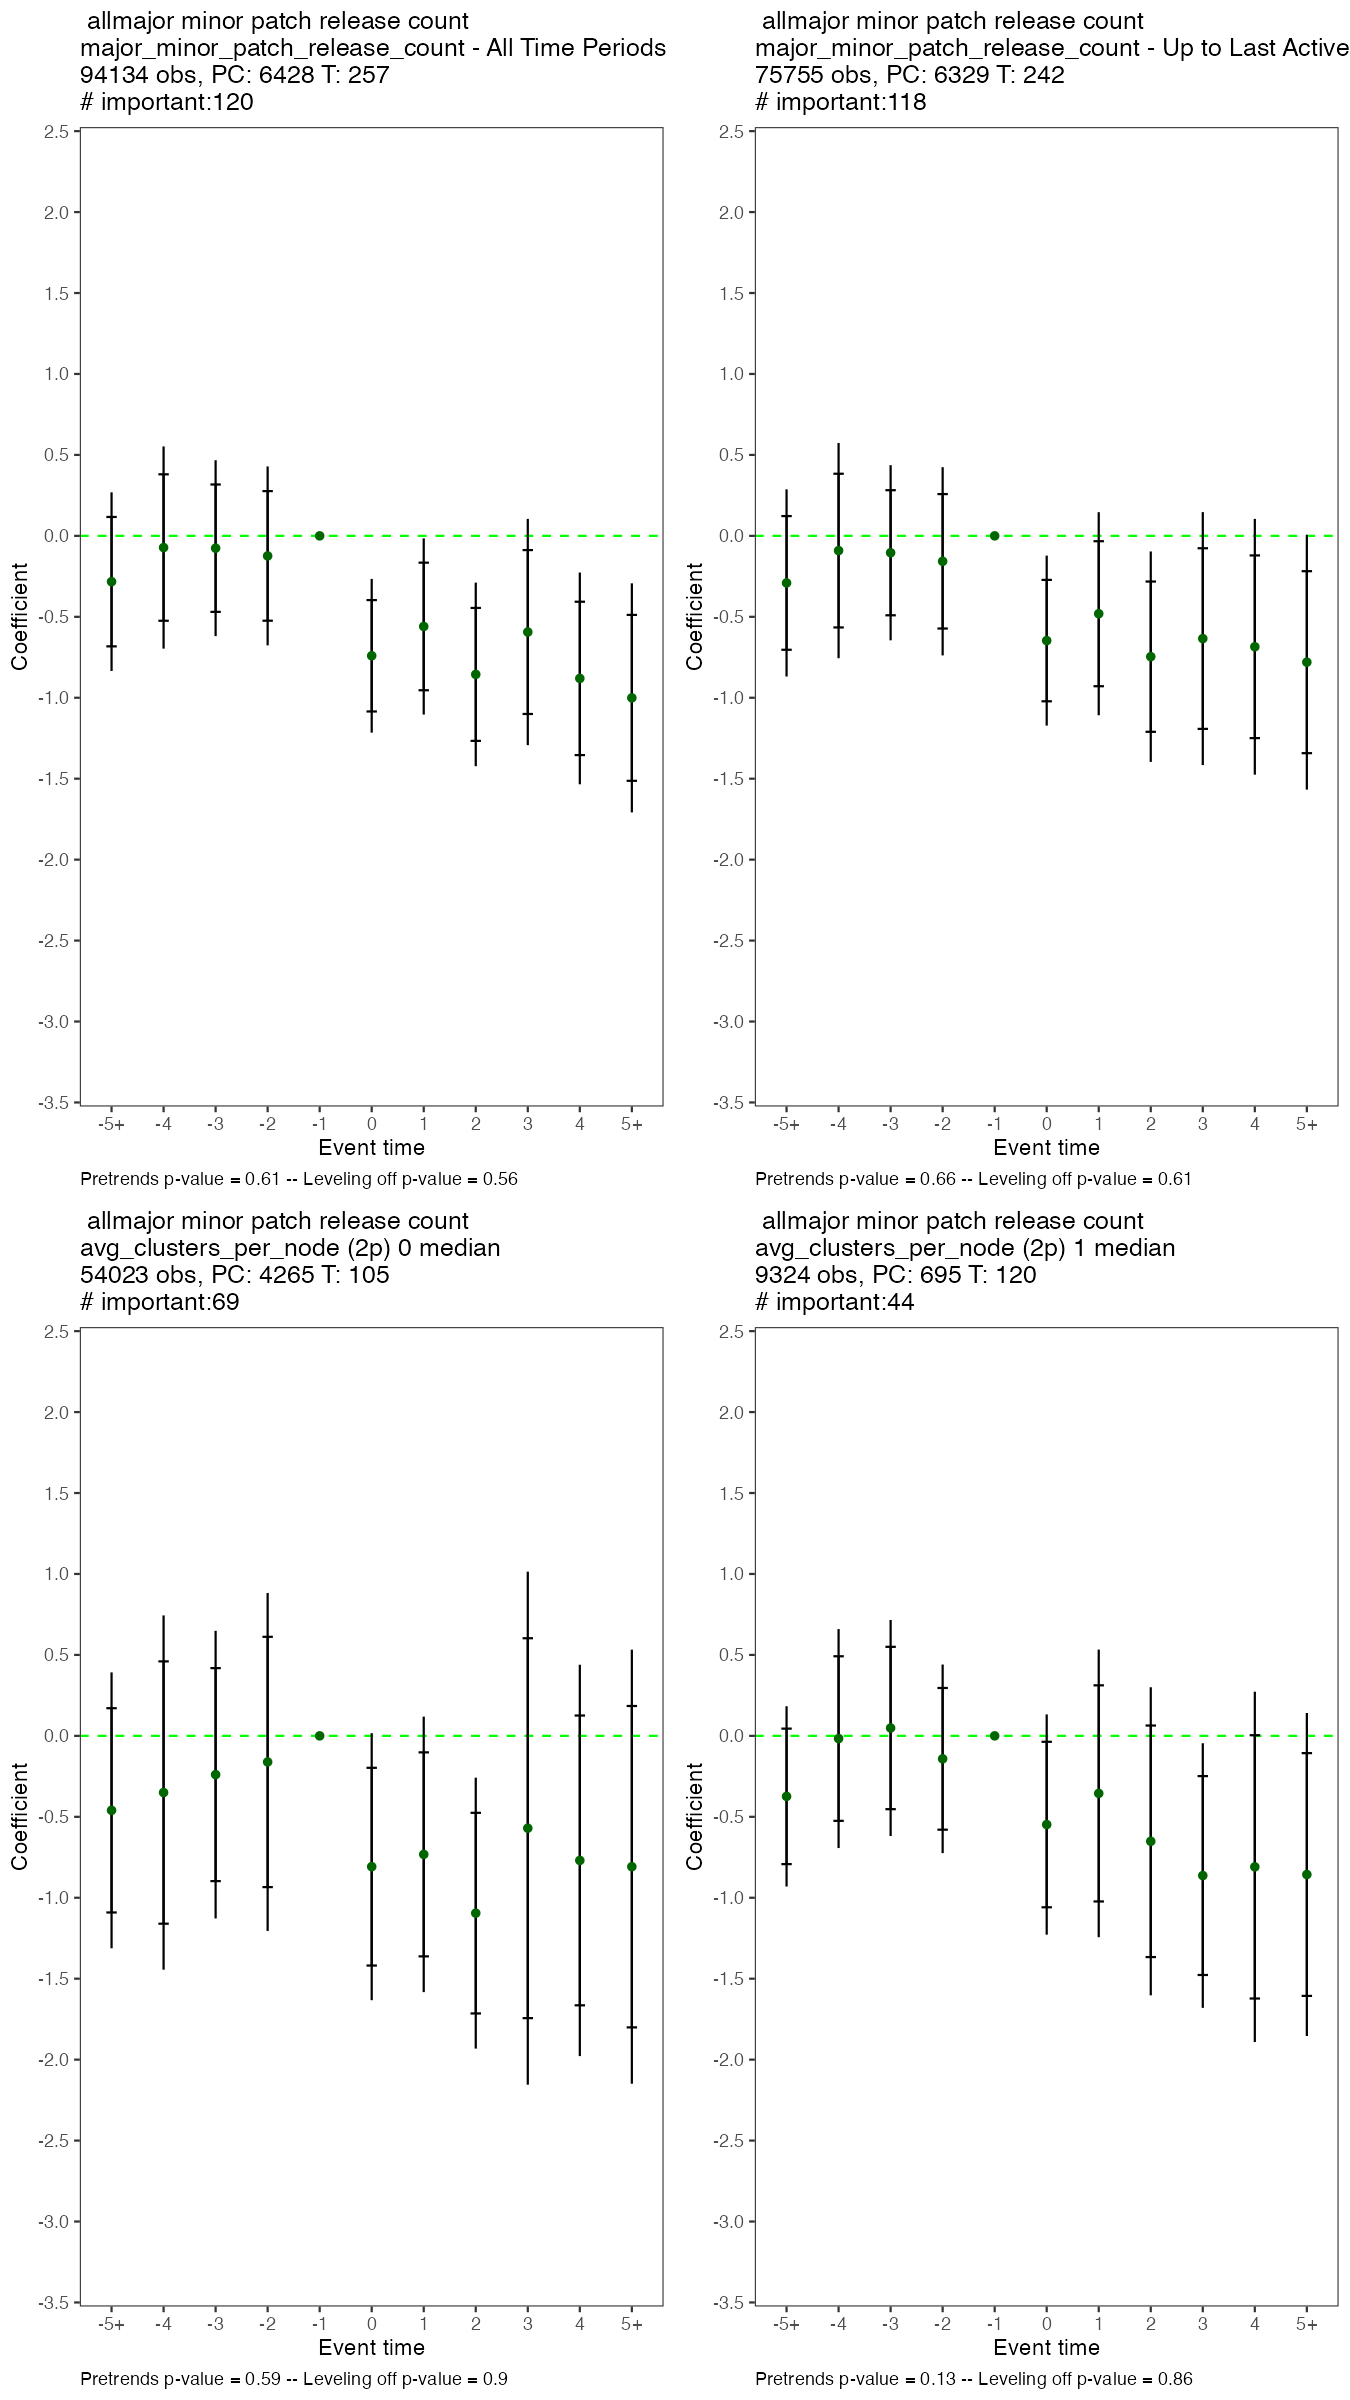 allmajor minor patch release count
major_minor_patch_release_count - All Time Periods
94134 obs, PC: 6428 T: 257
# important:120
2.5
2.0
1.5
1.0
0.5
0.0
-0.5
-1.0
-1.5
-2.0
-2.5
-3.0
-3.5
Coefficient
-5+ -4 -3 -2 -1 0 1 2 3 4 5+
Event time
Pretrends p-value = 0.61 -- Leveling off p-value = 0.56
allmajor minor patch release count
major_minor_patch_release_count - Up to Last Active
75755 obs, PC: 6329 T: 242
# important:118
2.5
2.0
1.5
1.0
0.5
0.0
-0.5
-1.0
-1.5
-2.0
-2.5
-3.0
-3.5
Coefficient
-5+ -4 -3 -2 -1 0 1 2 3 4 5+
Event time
Pretrends p-value = 0.66 -- Leveling off p-value = 0.61
allmajor minor patch release count
avg_clusters_per_node (2p) 0 median
54023 obs, PC: 4265 T: 105
# important:69
2.5
2.0
1.5
1.0
0.5
0.0
-0.5
-1.0
-1.5
-2.0
-2.5
-3.0
-3.5
Coefficient
-5+ -4 -3 -2 -1 0 1 2 3 4 5+
Event time
Pretrends p-value = 0.59 -- Leveling off p-value = 0.9
allmajor minor patch release count
avg_clusters_per_node (2p) 1 median
9324 obs, PC: 695 T: 120
# important:44
2.5
2.0
1.5
1.0
0.5
0.0
-0.5
-1.0
-1.5
-2.0
-2.5
-3.0
-3.5
Coefficient
-5+ -4 -3 -2 -1 0 1 2 3 4 5+
Event time
Pretrends p-value = 0.13 -- Leveling off p-value = 0.86